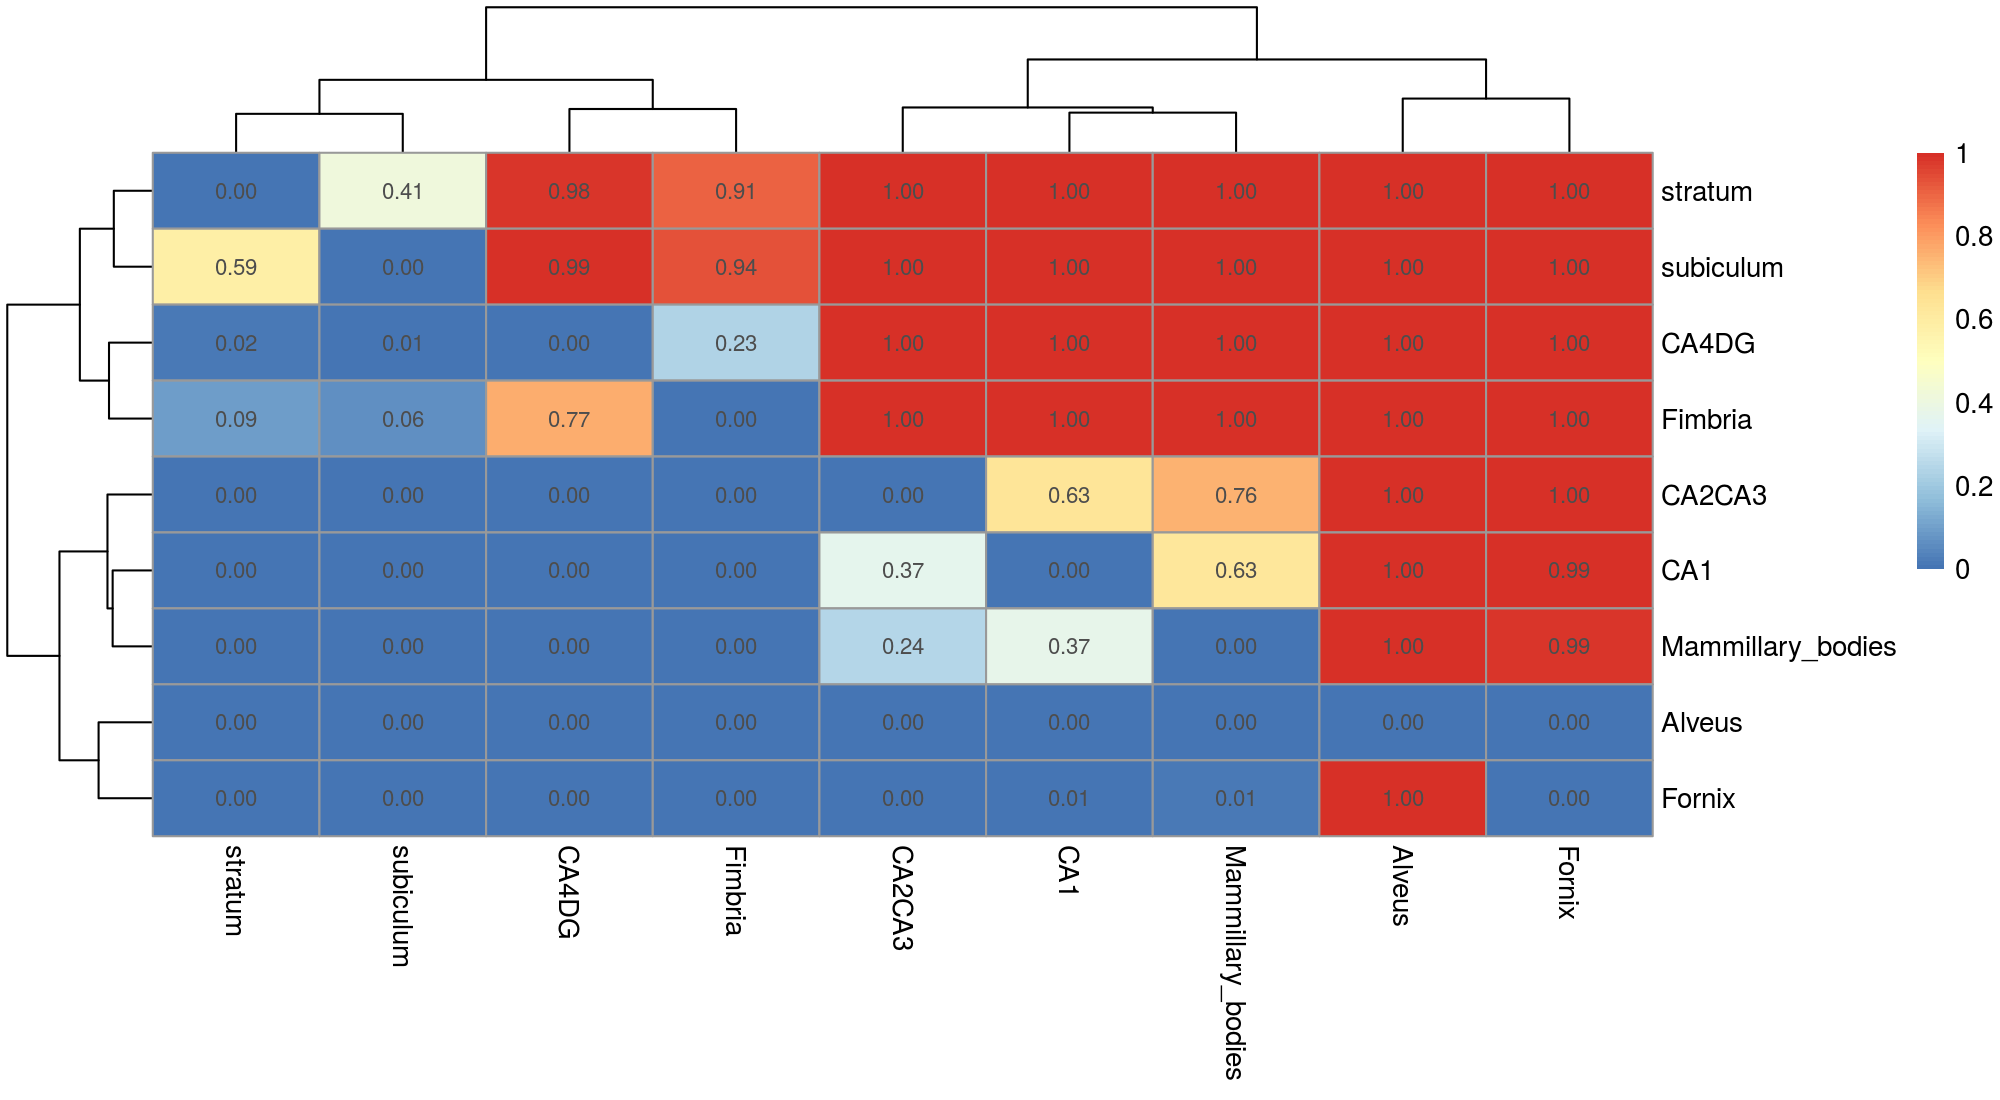 0.00 0.41 0.98 0.91 1.00 1.00 1.00 1.00 1.00 stratum
0.59 0.00 0.99 0.94 1.00 1.00 1.00 1.00 1.00 subiculum
0.02 0.01 0.00 0.23 1.00 1.00 1.00 1.00 1.00 CA4DG
0.09 0.06 0.77 0.00 1.00 1.00 1.00 1.00 1.00 Fimbria
0.00 0.00 0.00 0.00 0.00 0.63 0.76 1.00 1.00 CA2CA3
0.00 0.00 0.00 0.00 0.37 0.00 0.63 1.00 0.99 CA1
0.00 0.00 0.00 0.00 0.24 0.37 0.00 1.00 0.99 Mammillary_bodies
0.00 0.00 0.00 0.00 0.00 0.00 0.00 0.00 0.00 Alveus
0.00 0.00 0.00 0.00 0.00 0.01 0.01 1.00 0.00 Fornix
stratum
subiculum
CA4DG
Fimbria
CA2CA3
CA1
Mammillary_bodies
Alveus
Fornix
1
0.8
0.6
0.4
0.2
0